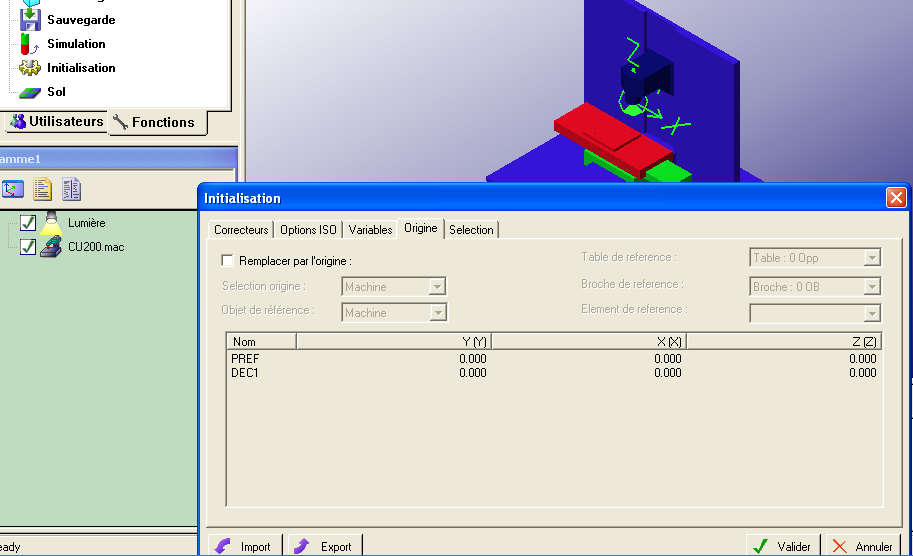 Sauvegarde
Simulation
Initialisation
Sol
Utilisateurs Fonctions
amme1
Lumière
CU200.mac
Z
X
Initialisation
Correcteurs Options ISO Variables Origine Selection
Remplacer par l'origine :
Table de reference : Table : 0 Opp
Selection origine : Machine
Broche de reference : Broche : 0 OB
Objet de référence : Machine
Element de reference :
Nom Y (Y) X (X) Z (Z)
PREF 0.000 0.000 0.000
DEC1 0.000 0.000 0.000
Import Export Valider Annuler
eady